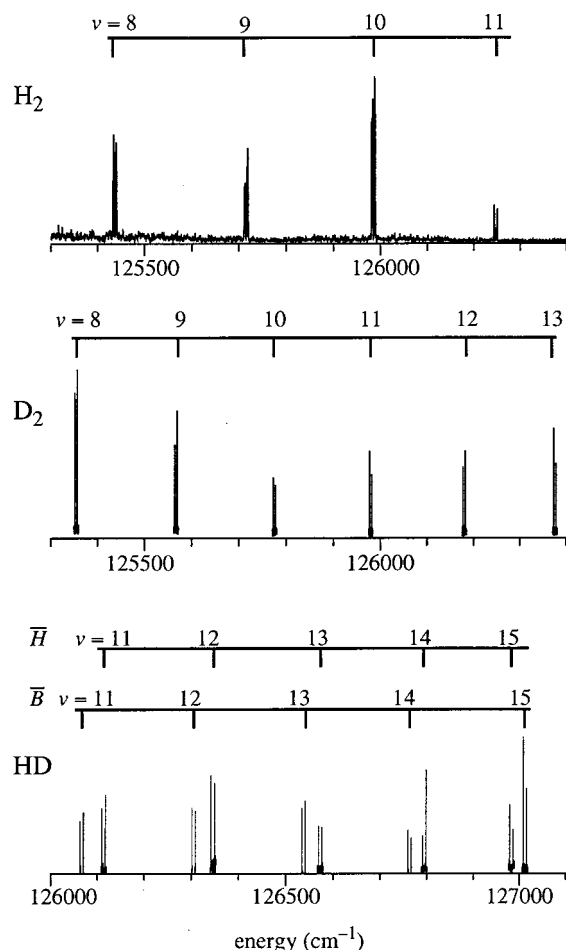 v = 8 9 10 11
H₂
125500 126000
v = 8 9 10 11 12 13
D₂
125500 126000
H̅ v = 11 12 13 14 15
B̅ v = 11 12 13 14 15
HD
126000 126500 127000
energy (cm⁻¹)